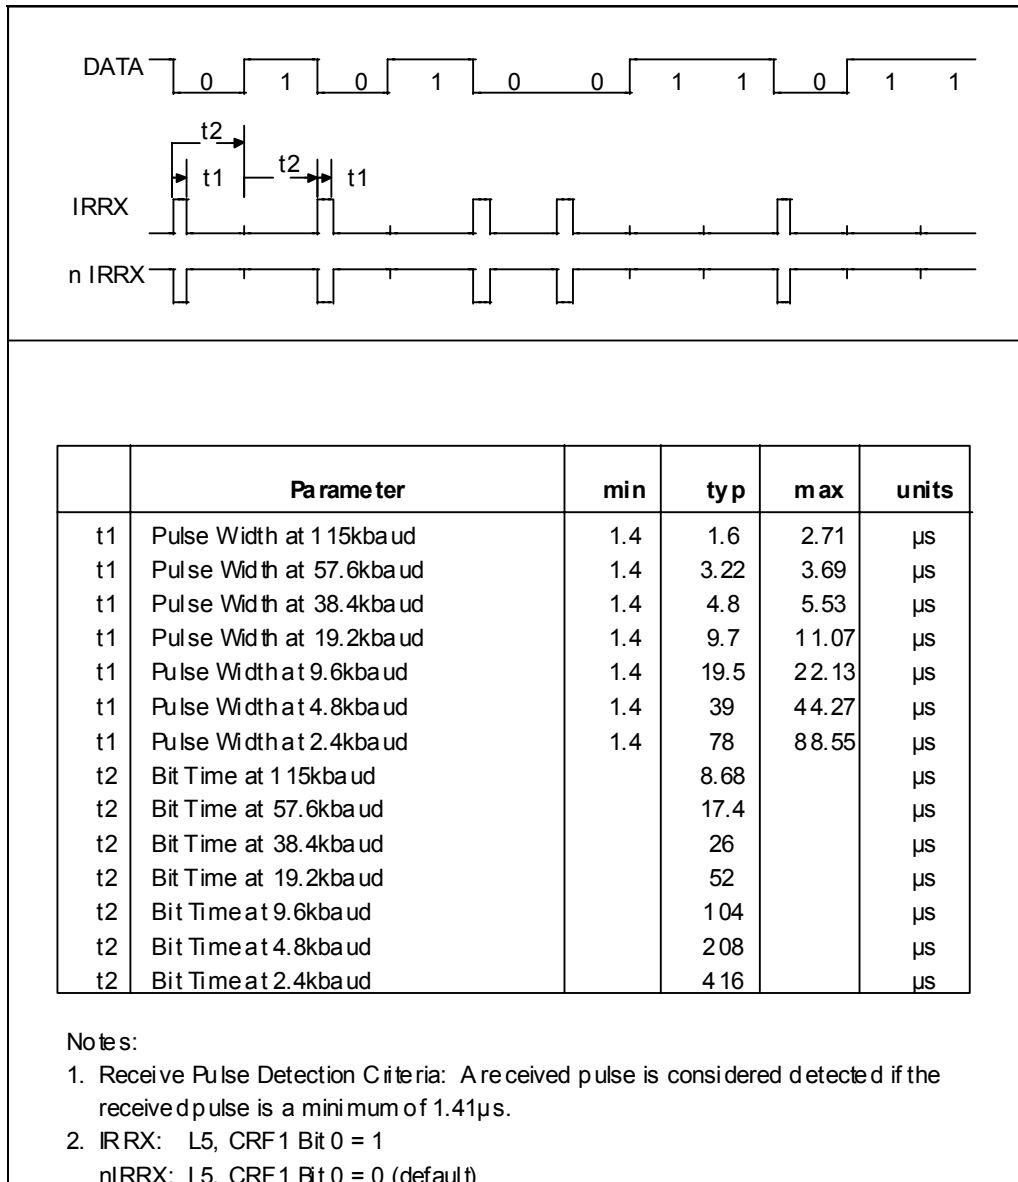 DATA 0 1 0 1 0 0 1 1 0 1 1
t2
t1 t2 t1
IRRX
n IRRX
Parameter min typ max units
t1 Pulse Width at 115kbaud 1.4 1.6 2.71 µs
t1 Pulse Width at 57.6kbaud 1.4 3.22 3.69 µs
t1 Pulse Width at 38.4kbaud 1.4 4.8 5.53 µs
t1 Pulse Width at 19.2kbaud 1.4 9.7 11.07 µs
t1 Pulse Width at 9.6kbaud 1.4 19.5 22.13 µs
t1 Pulse Width at 4.8kbaud 1.4 39 44.27 µs
t1 Pulse Width at 2.4kbaud 1.4 78 88.55 µs
t2 Bit Time at 115kbaud 8.68 µs
t2 Bit Time at 57.6kbaud 17.4 µs
t2 Bit Time at 38.4kbaud 26 µs
t2 Bit Time at 19.2kbaud 52 µs
t2 Bit Time at 9.6kbaud 104 µs
t2 Bit Time at 4.8kbaud 208 µs
t2 Bit Time at 2.4kbaud 416 µs
Notes:
1. Receive Pulse Detection Criteria: A received pulse is considered detected if the
received pulse is a minimum of 1.41µs.
2. IRRX: L5, CRF1 Bit 0 = 1
nIRRX: L5, CRF1 Bit 0 = 0 (default)